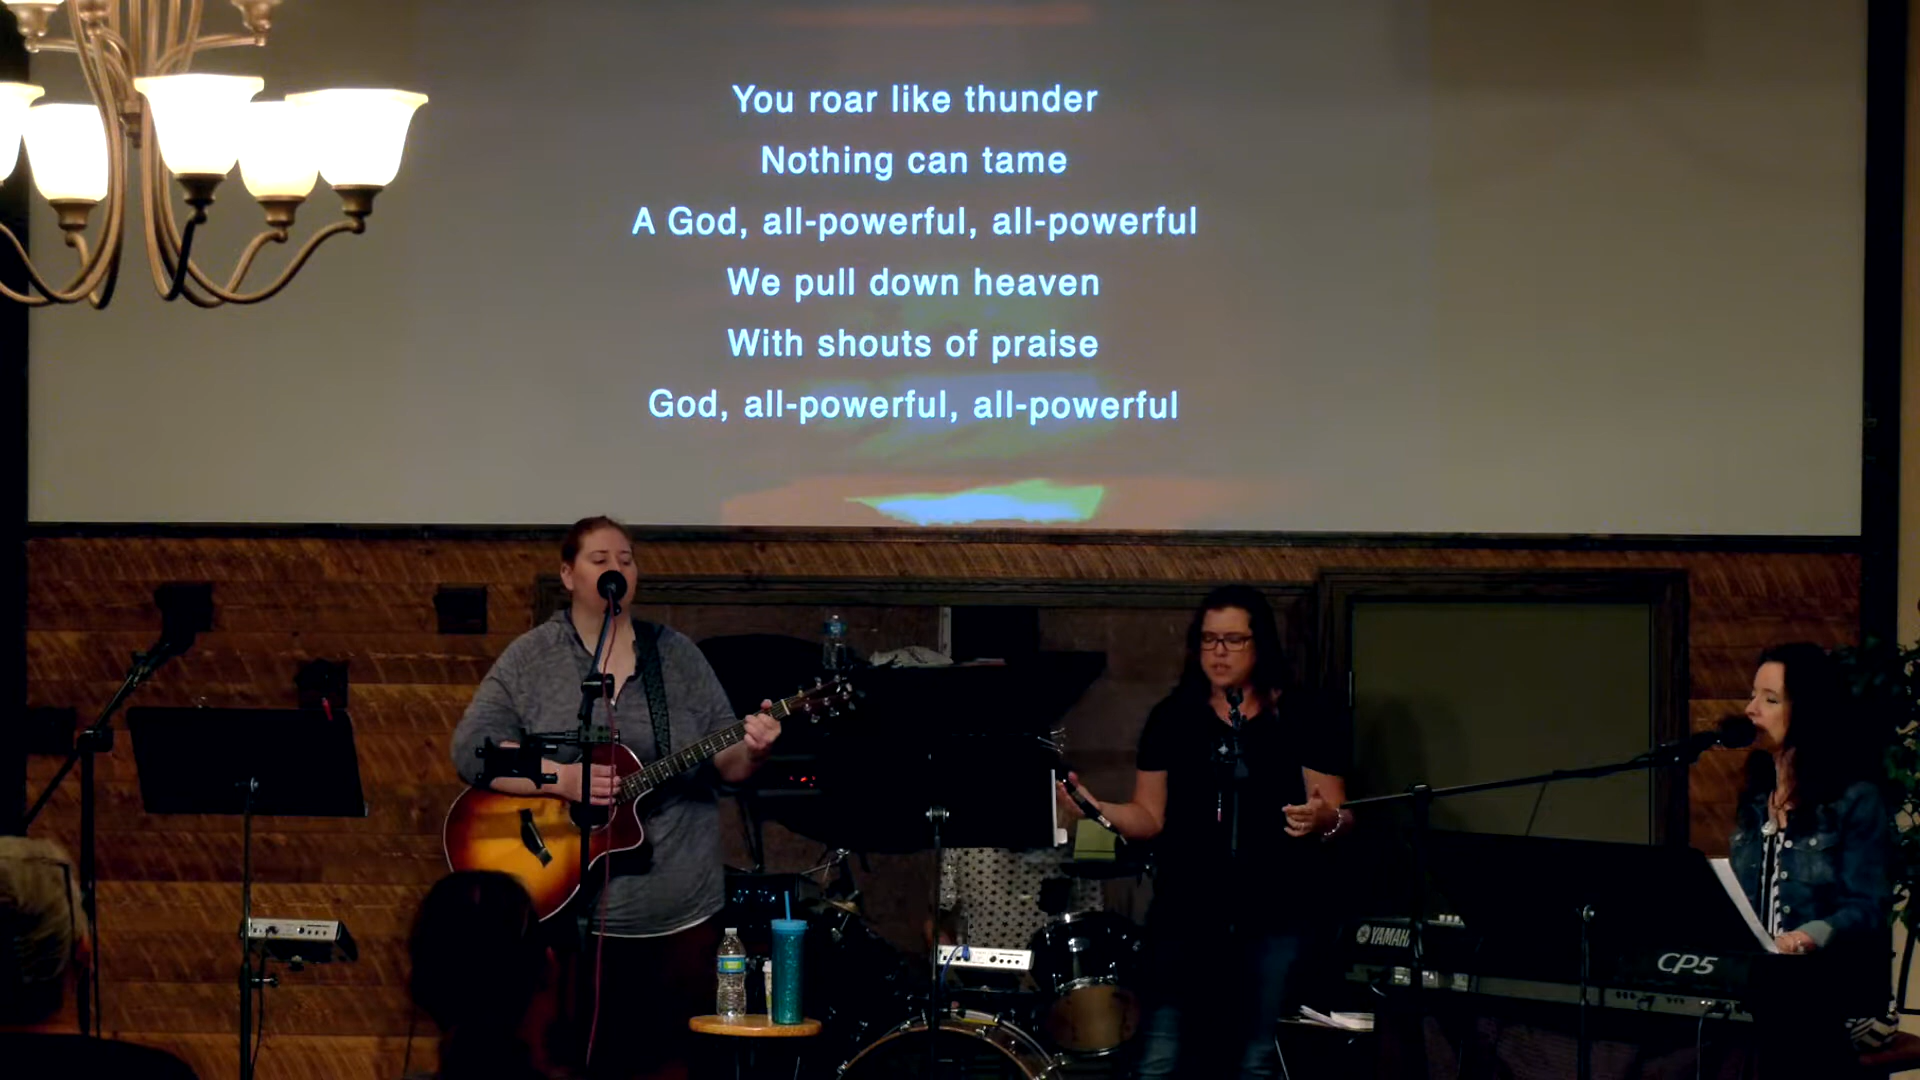 You roar like thunder
Nothing can tame
A God, all-powerful, all-powerful
We pull down heaven
With shouts of praise
God, all-powerful, all-powerful
YAMAH
CP5